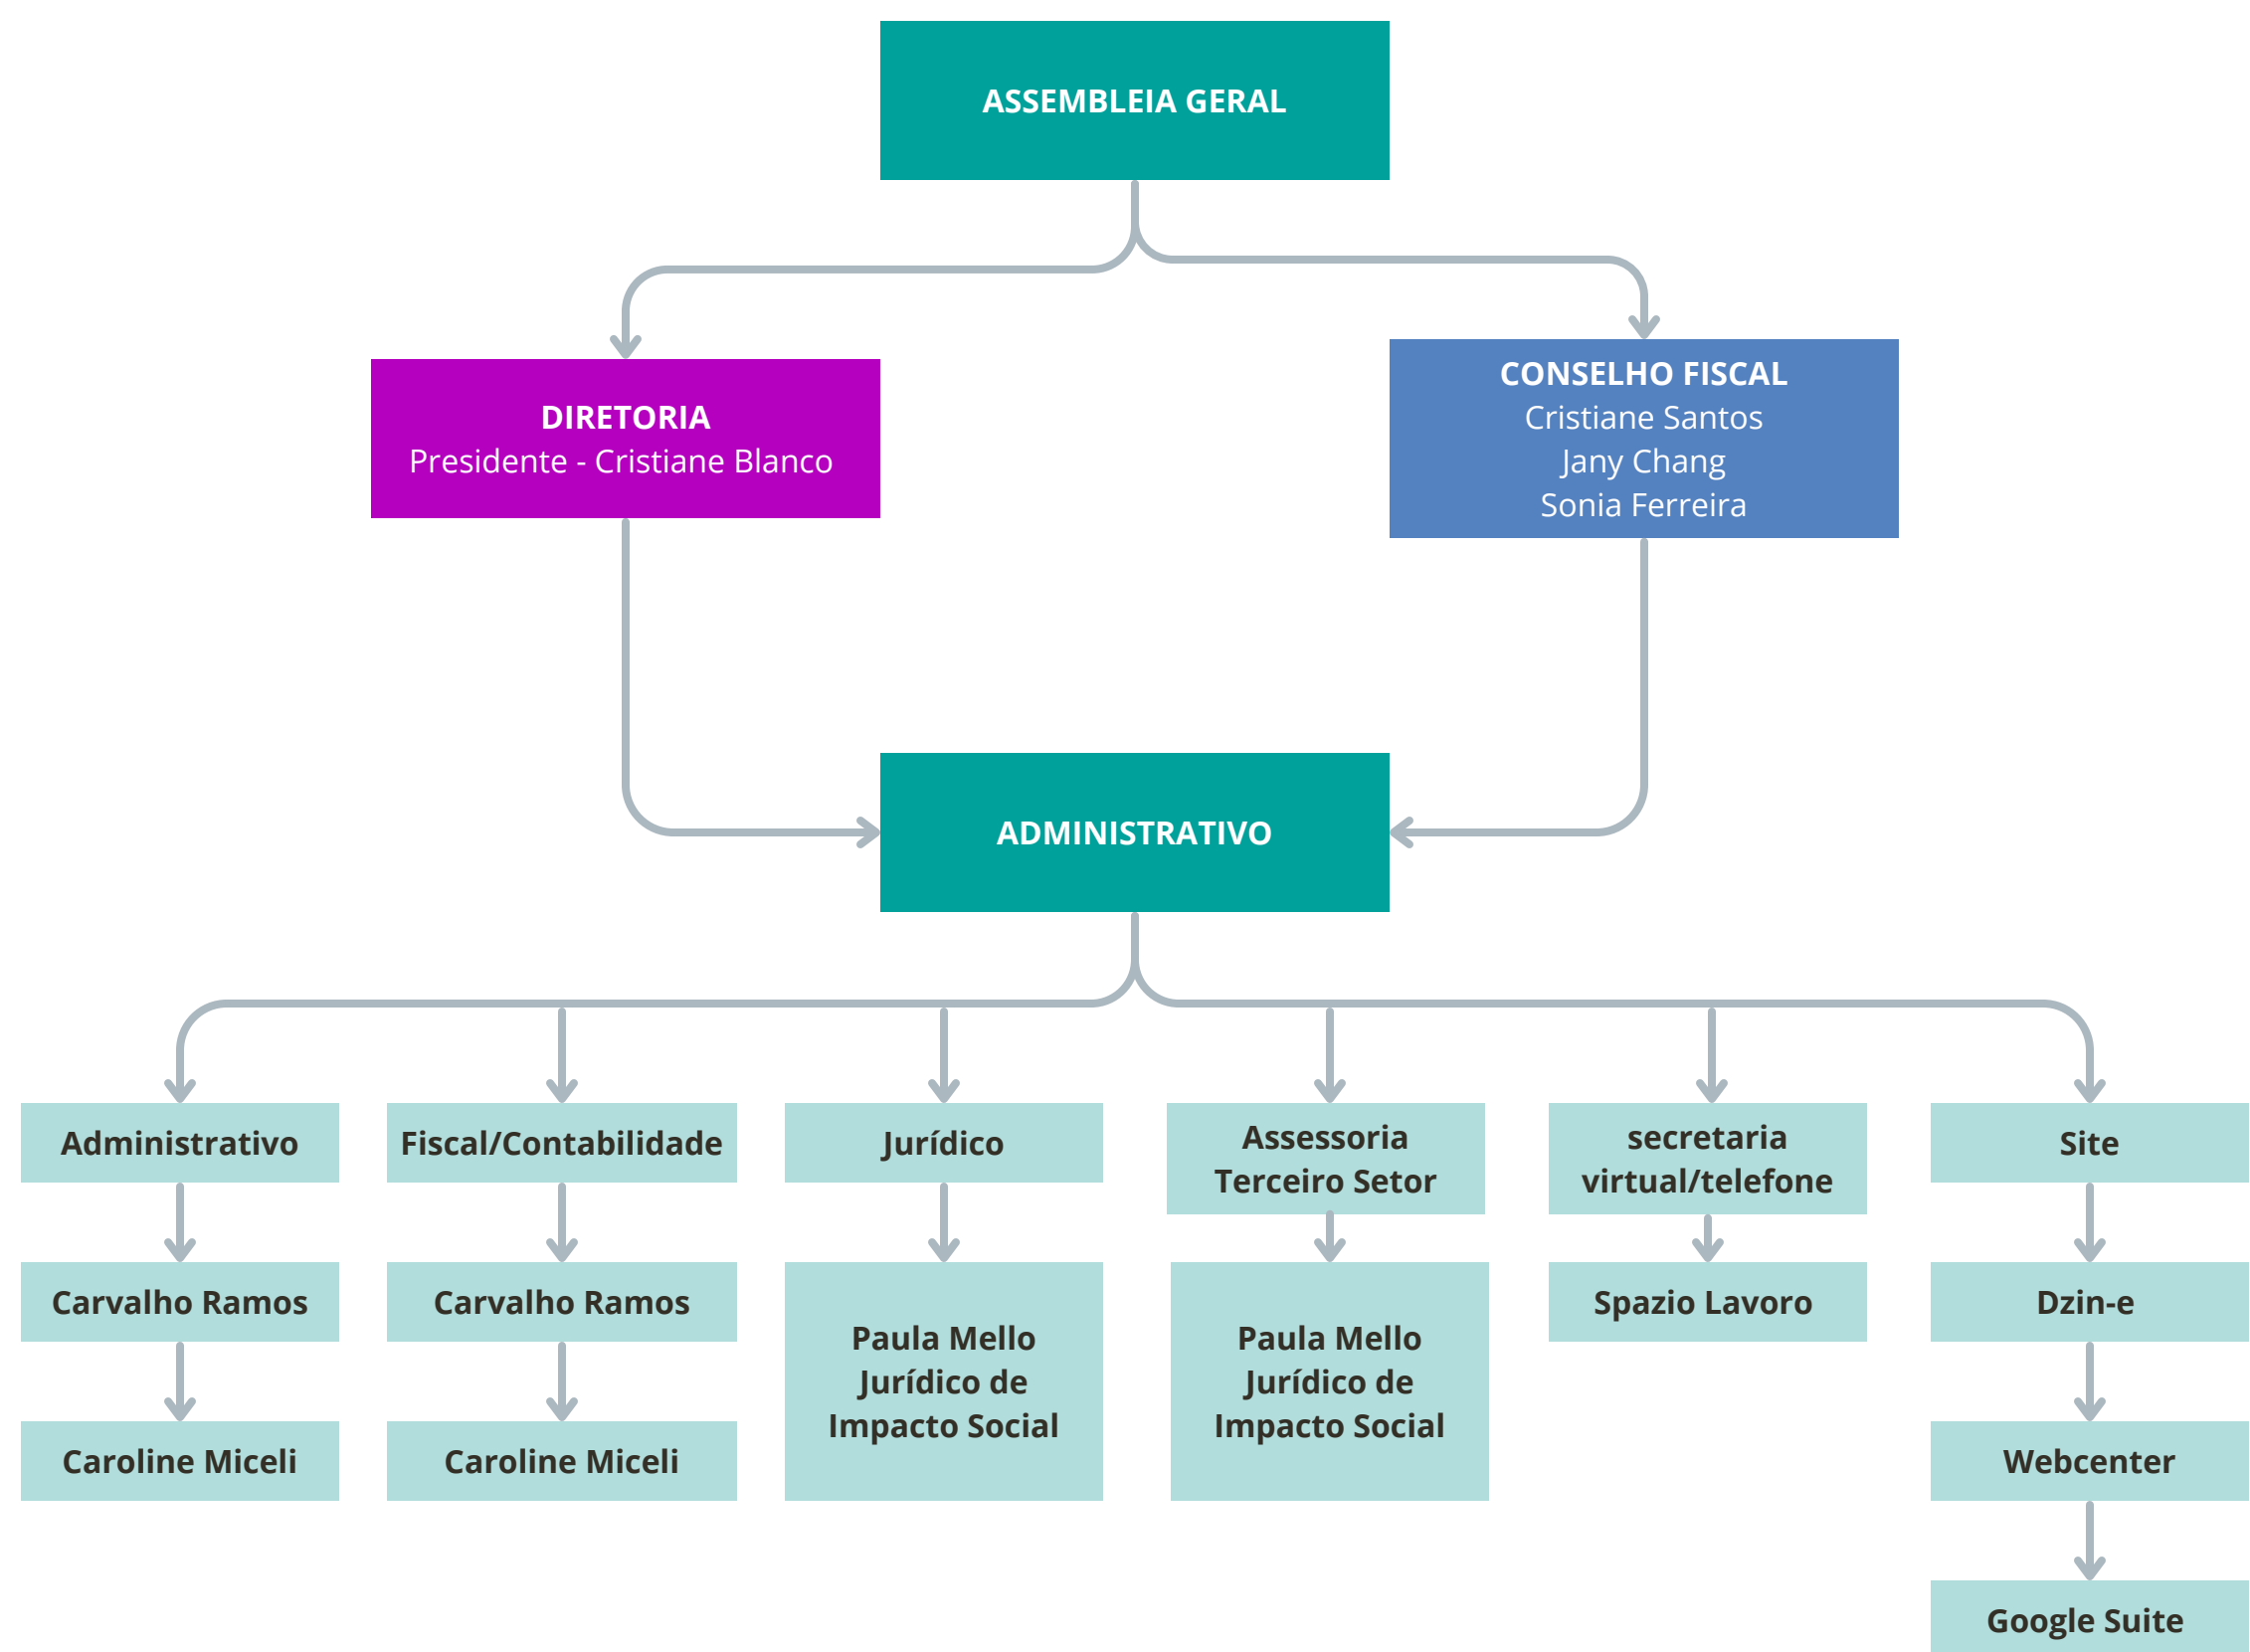 ASSEMBLEIA GERAL
DIRETORIA
Presidente - Cristiane Blanco
CONSELHO FISCAL
Cristiane Santos
Jany Chang
Sonia Ferreira
ADMINISTRATIVO
Administrativo
Fiscal/Contabilidade
Jurídico
Assessoria
Terceiro Setor
secretaria
virtual/telefone
Site
Carvalho Ramos
Carvalho Ramos
Paula Mello
Jurídico de
Impacto Social
Paula Mello
Jurídico de
Impacto Social
Spazio Lavoro
Dzin-e
Caroline Miceli
Caroline Miceli
Webcenter
Google Suite